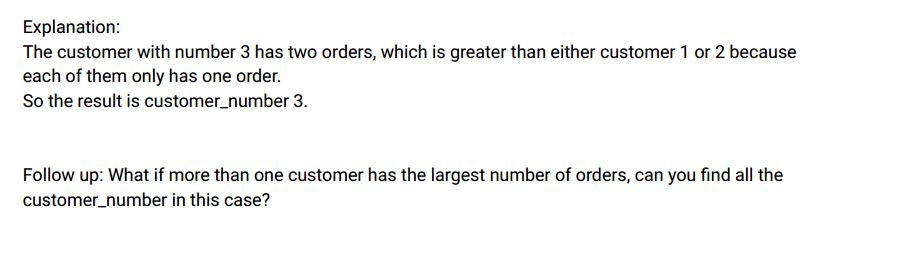 Explanation:
The customer with number 3 has two orders, which is greater than either customer 1 or 2 because
each of them only has one order.
So the result is customer_number 3.
Follow up: What if more than one customer has the largest number of orders, can you find all the
customer_number in this case?